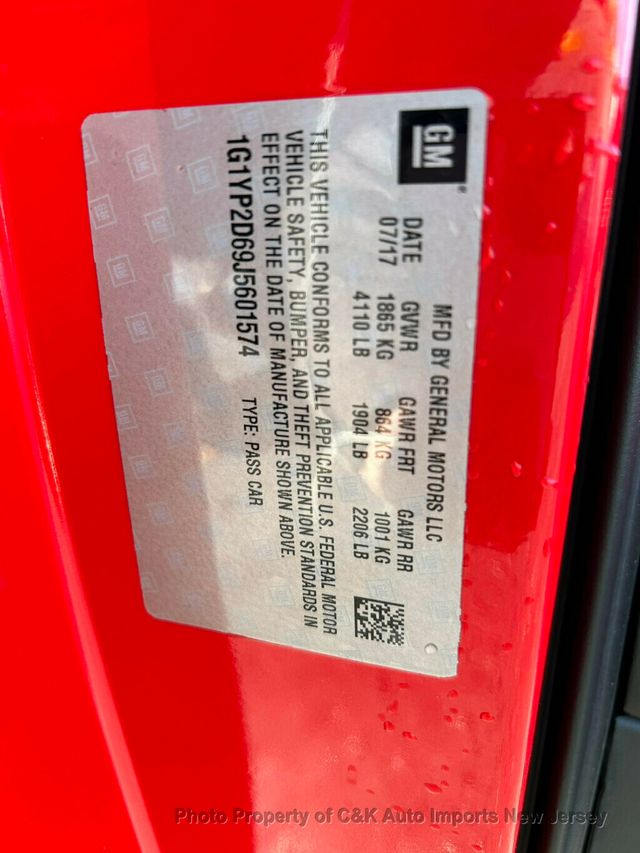 GM
MFD BY GENERAL MOTORS LLC
DATE GVWR GAWR FRT GAWR RR
07/17 1865 KG 864 KG 1001 KG
4110 LB 1904 LB 2206 LB
THIS VEHICLE CONFORMS TO ALL APPLICABLE U.S. FEDERAL MOTOR
VEHICLE SAFETY, BUMPER, AND THEFT PREVENTION STANDARDS IN
EFFECT ON THE DATE OF MANUFACTURE SHOWN ABOVE.
1G1YP2D69J5601574 TYPE: PASS CAR
Photo Property of C&K Auto Imports New Jersey